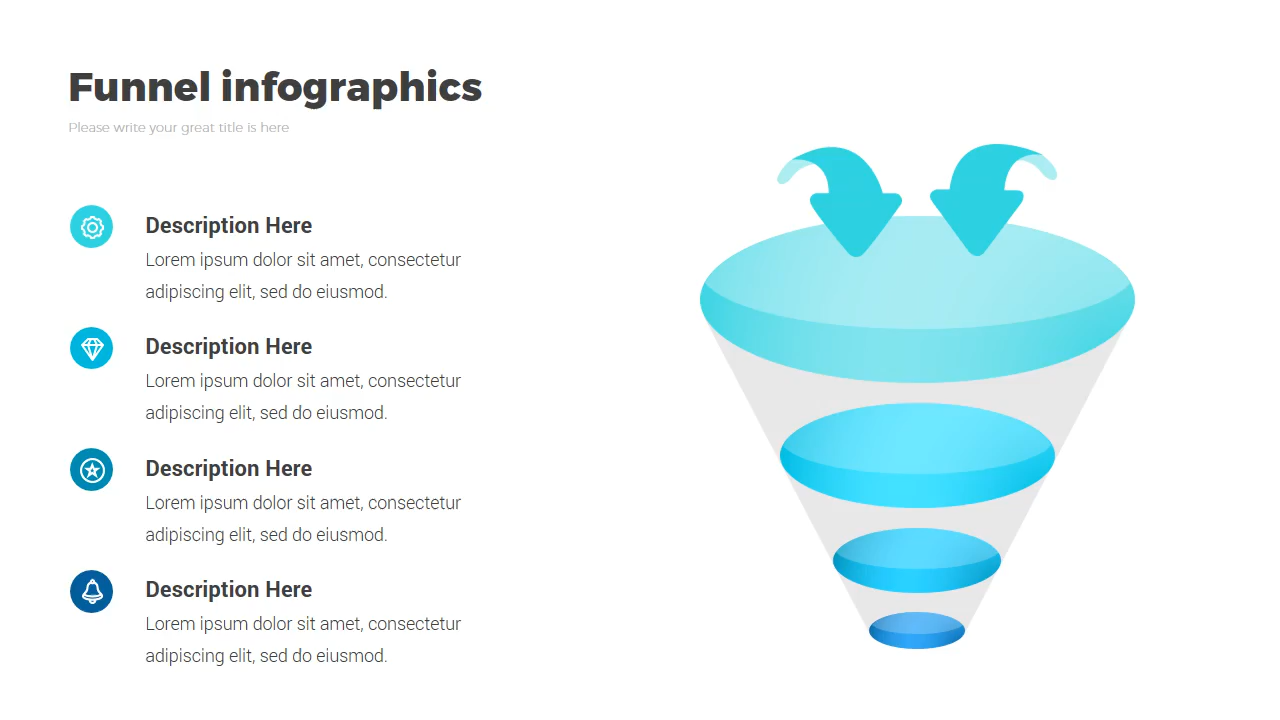 Funnel infographics
Please write your great title is here
Description Here
Lorem ipsum dolor sit amet, consectetur
adipiscing elit, sed do eiusmod.
Description Here
Lorem ipsum dolor sit amet, consectetur
adipiscing elit, sed do eiusmod.
Description Here
Lorem ipsum dolor sit amet, consectetur
adipiscing elit, sed do eiusmod.
Description Here
Lorem ipsum dolor sit amet, consectetur
adipiscing elit, sed do eiusmod.